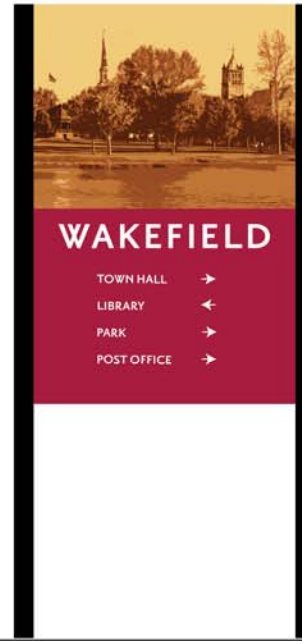 WAKEFIELD
TOWN HALL →
LIBRARY ←
PARK →
POST OFFICE →